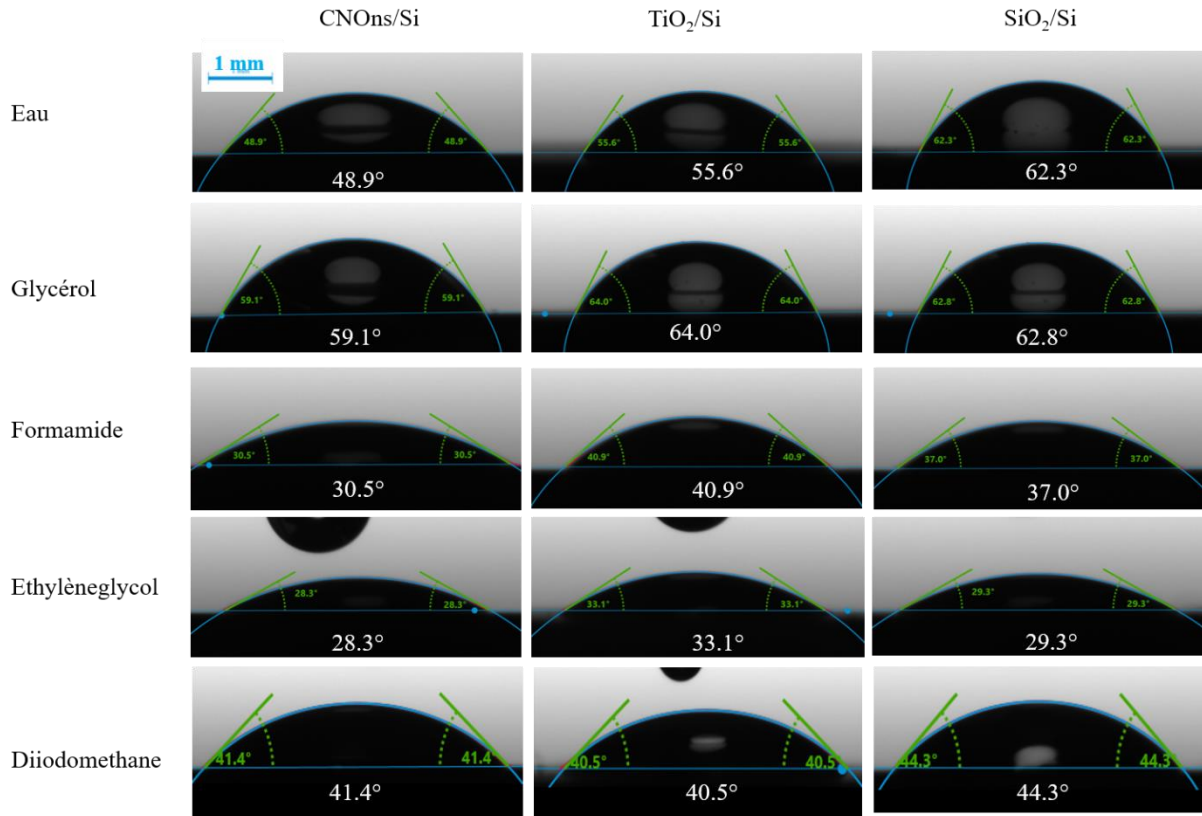 CNOns/Si TiO₂/Si SiO₂/Si
1 mm
Eau
48.9° 48.9° 55.6° 55.6° 62.3° 62.3°
48.9° 55.6° 62.3°
Glycérol
59.1° 59.1° 64.0° 64.0° 62.8° 62.8°
59.1° 64.0° 62.8°
Formamide
30.5° 30.5° 40.9° 40.9° 37.0° 37.0°
30.5° 40.9° 37.0°
Ethylèneglycol
28.3° 28.3° 33.1° 33.1° 29.3° 29.3°
28.3° 33.1° 29.3°
Diiodomethane
41.4° 41.4° 40.5° 40.5 44.3° 44.3
41.4° 40.5° 44.3°